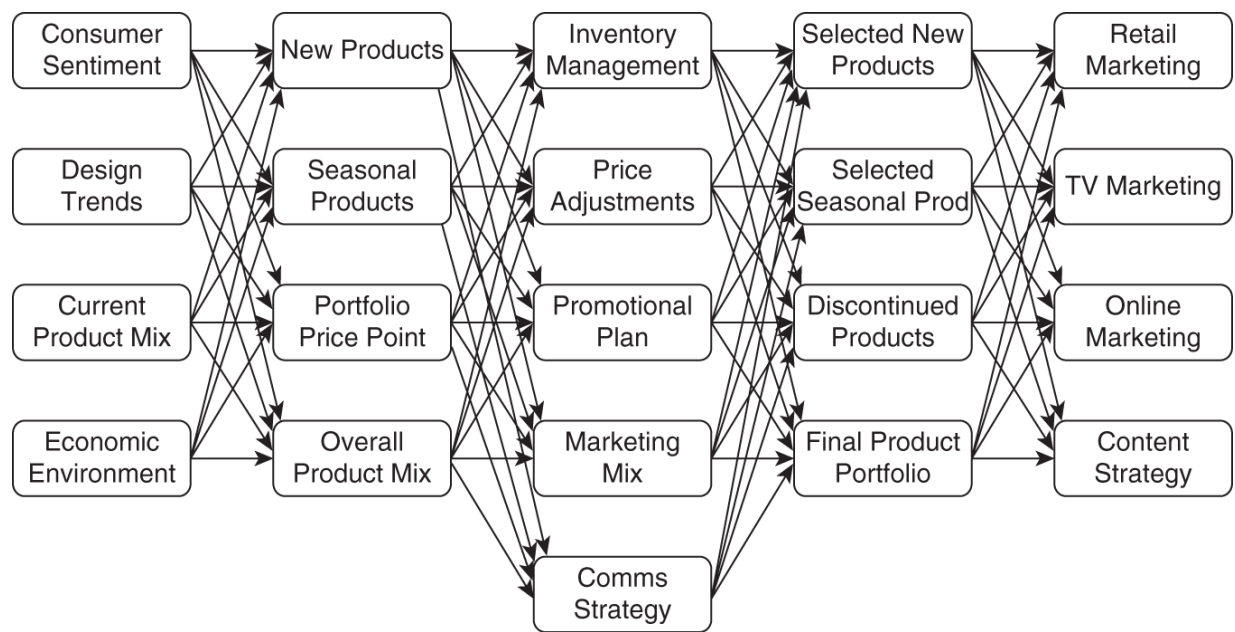 Consumer
Sentiment
New Products
Inventory
Management
Selected New
Products
Retail
Marketing
Design
Trends
Seasonal
Products
Price
Adjustments
Selected
Seasonal Prod
TV Marketing
Current
Product Mix
Portfolio
Price Point
Promotional
Plan
Discontinued
Products
Online
Marketing
Economic
Environment
Overall
Product Mix
Marketing
Mix
Final Product
Portfolio
Content
Strategy
Comms
Strategy